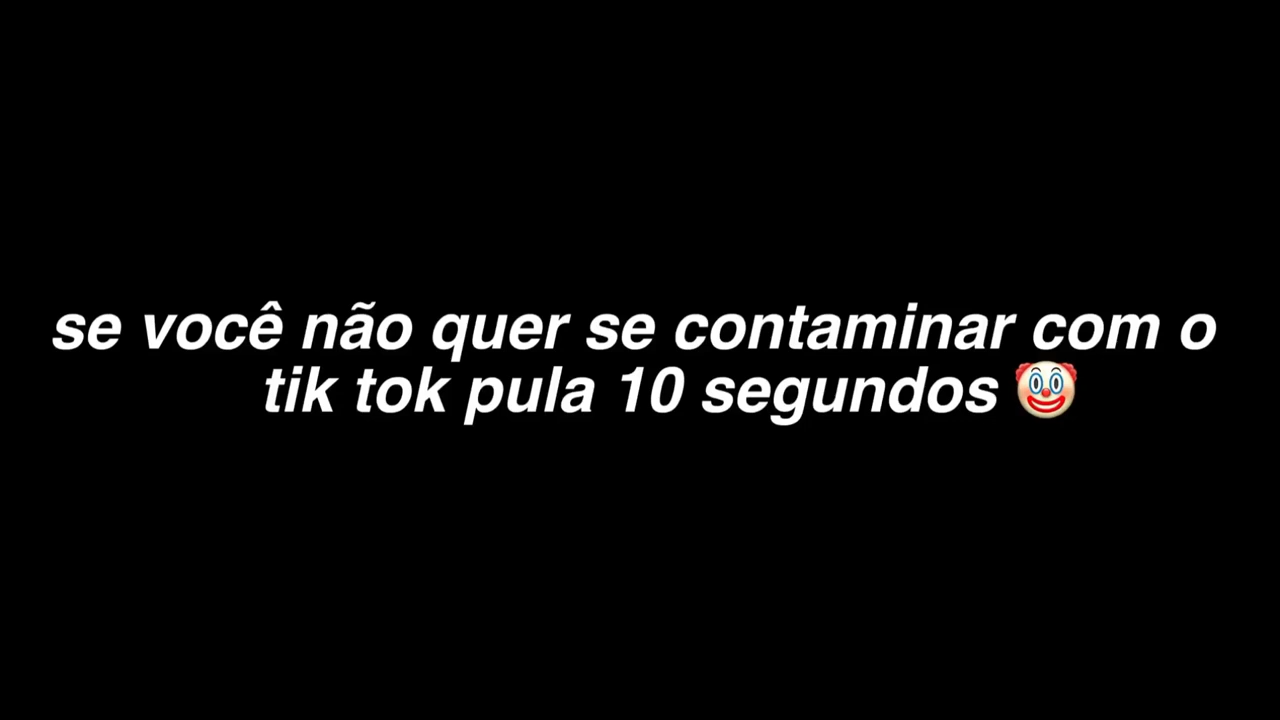 se você não quer se contaminar com o
tik tok pula 10 segundos 🤡